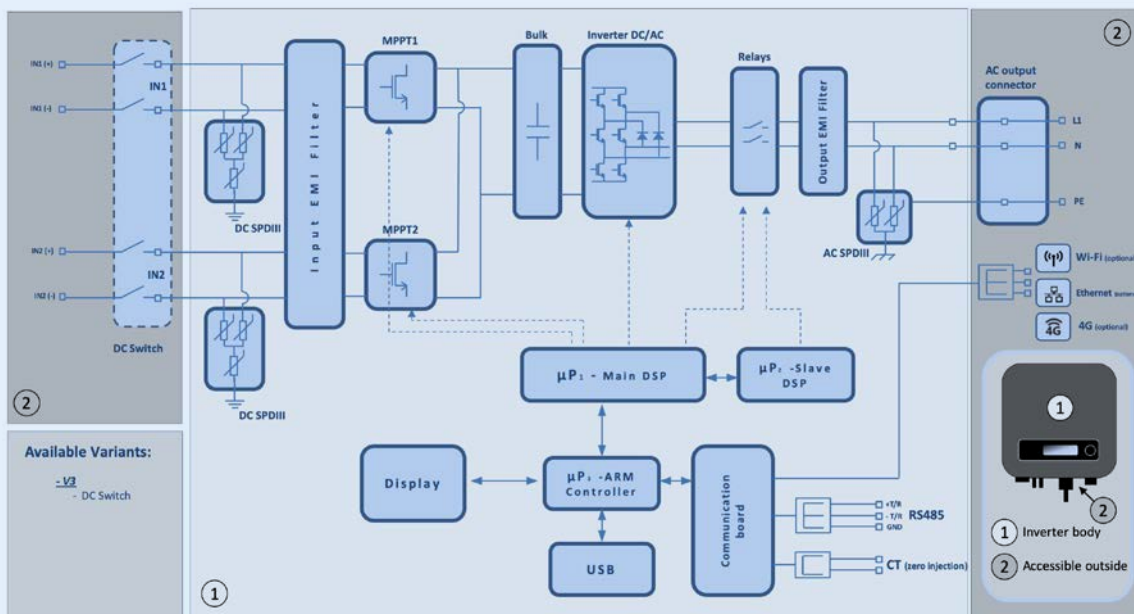 2
IN1 (+)
IN1 (-)
IN1
IN2 (+)
IN2 (-)
IN2
DC Switch
2
Available Variants:
- V3
- DC Switch
DC SPDIII
DC SPDIII
Input EMI Filter
MPPT1
MPPT2
Bulk
Inverter DC/AC
Relays
Output EMI Filter
AC SPDIII
AC output
connector
L1
N
PE
Wi-Fi (optional)
Ethernet
4G
4G (optional)
µP₁ - Main DSP
µP₂ -Slave
DSP
Display
µP₃ -ARM
Controller
USB
Communication
board
+T/R
- T/R
GND
RS485
CT (zero injection)
1
1
2
1 Inverter body
2 Accessible outside